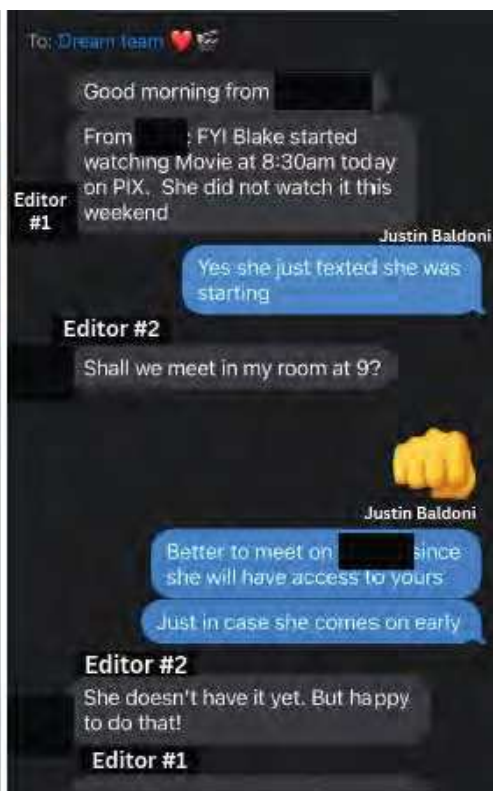 To: Dream team ❤️🎬
Good morning from
From : FYI Blake started
watching Movie at 8:30am today
on PIX. She did not watch it this
weekend
Editor
#1
Justin Baldoni
Yes she just texted she was
starting
Editor #2
Shall we meet in my room at 9?
👊
Justin Baldoni
Better to meet on since
she will have access to yours
Just in case she comes on early
Editor #2
She doesn't have it yet. But happy
to do that!
Editor #1